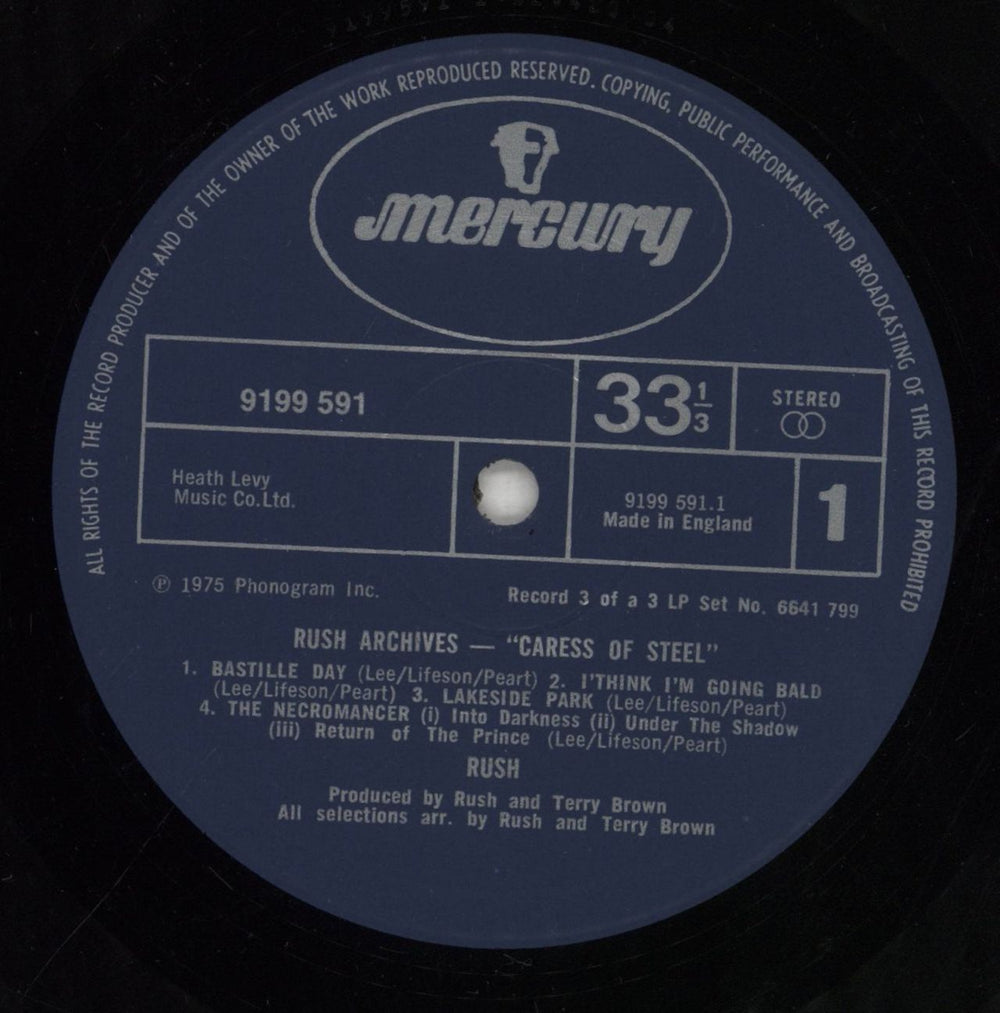 ALL RIGHTS OF THE RECORD PRODUCER AND OF THE OWNER OF THE WORK REPRODUCED RESERVED. COPYING, PUBLIC PERFORMANCE AND BROADCASTING OF THIS RECORD PROHIBITED
mercury
9199 591
33 1/3
STEREO
Heath Levy
Music Co.Ltd.
9199 591.1
Made in England
1
Ⓟ 1975 Phonogram Inc.
Record 3 of a 3 LP Set No. 6641 799
RUSH ARCHIVES — “CARESS OF STEEL”
1. BASTILLE DAY (Lee/Lifeson/Peart) 2. I'THINK I'M GOING BALD
(Lee/Lifeson/Peart) 3. LAKESIDE PARK (Lee/Lifeson/Peart)
4. THE NECROMANCER (i) Into Darkness (ii) Under The Shadow
(iii) Return of The Prince (Lee/Lifeson/Peart)
RUSH
Produced by Rush and Terry Brown
All selections arr. by Rush and Terry Brown